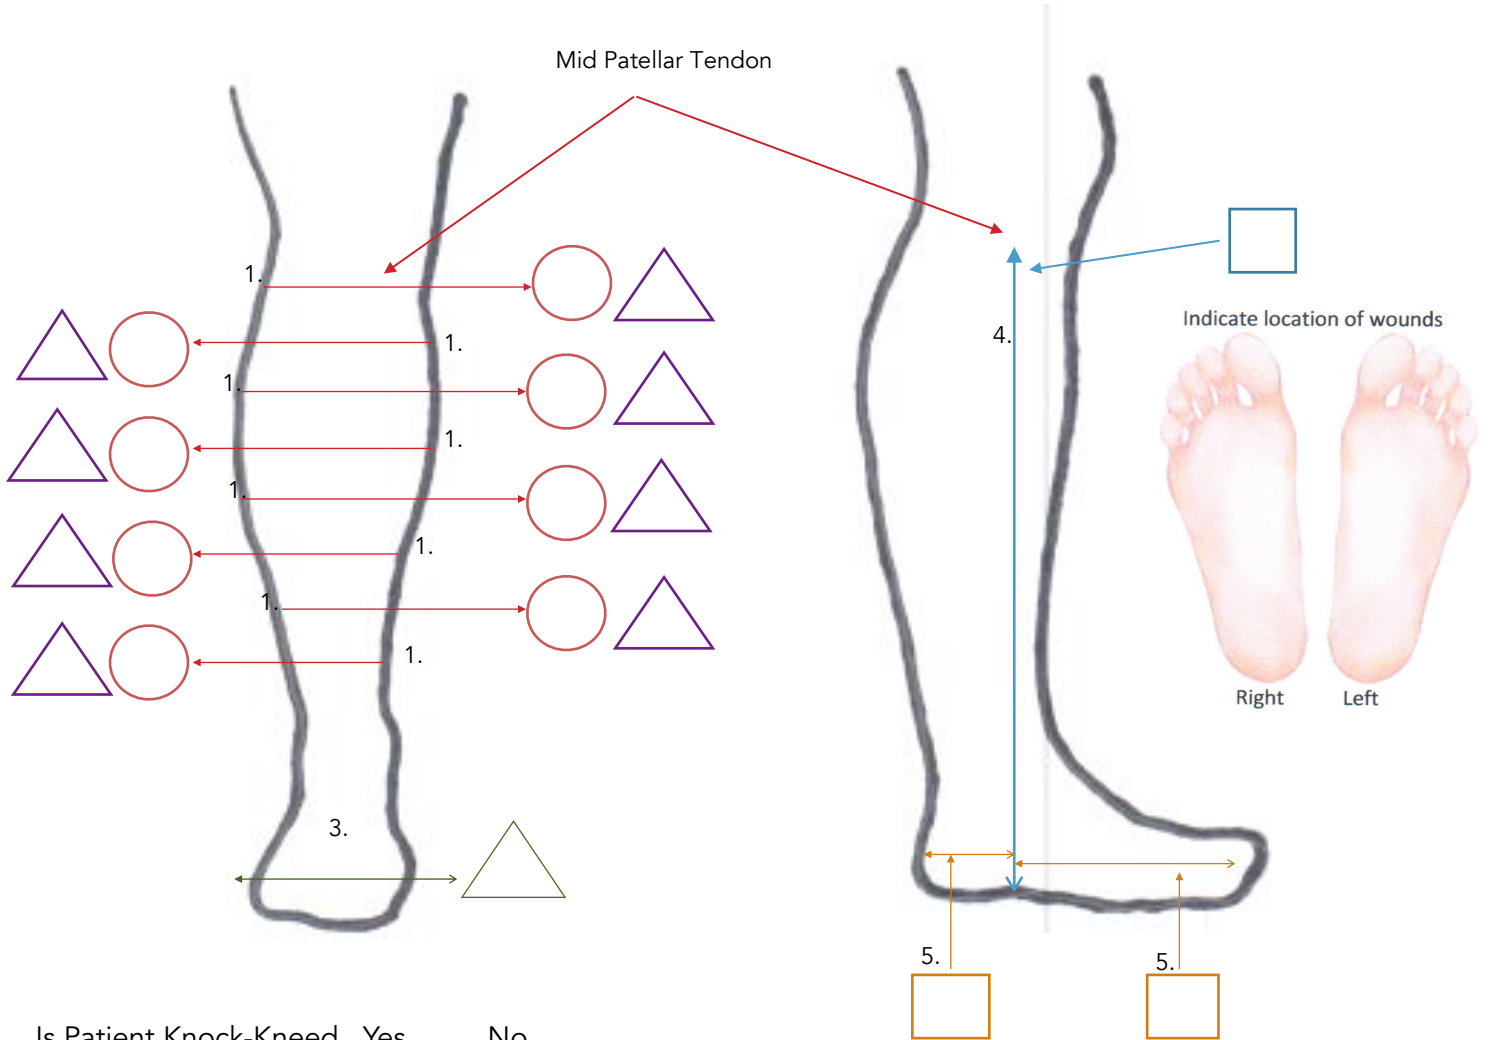 Mid Patellar Tendon
1.
1.
1.
1.
1.
1.
1.
1.
3.
4.
Indicate location of wounds
Right Left
5. 5.
Is Patient Knock-Kneed Yes No